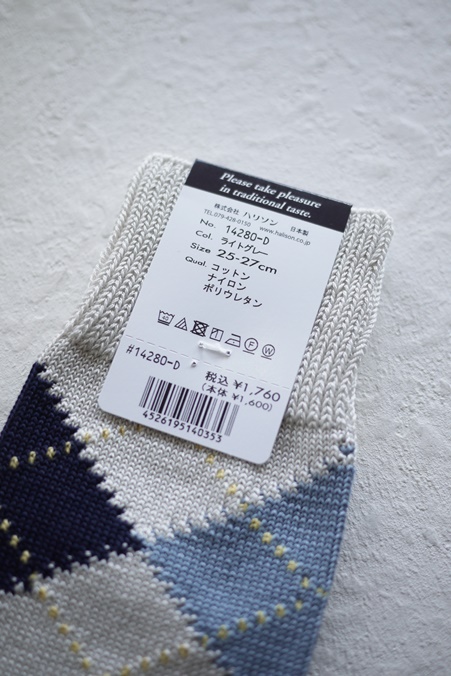 Please take pleasure
in traditional taste.
株式会社 ハリソン 日本製
TEL.079-428-0150 www.halison.co.jp
No. 14280-D
Col. ライトグレー
Size 25-27cm
Qual. コットン
ナイロン
ポリウレタン
#14280-D
税込 ¥1,760
(本体 ¥1,600)
4526195140353